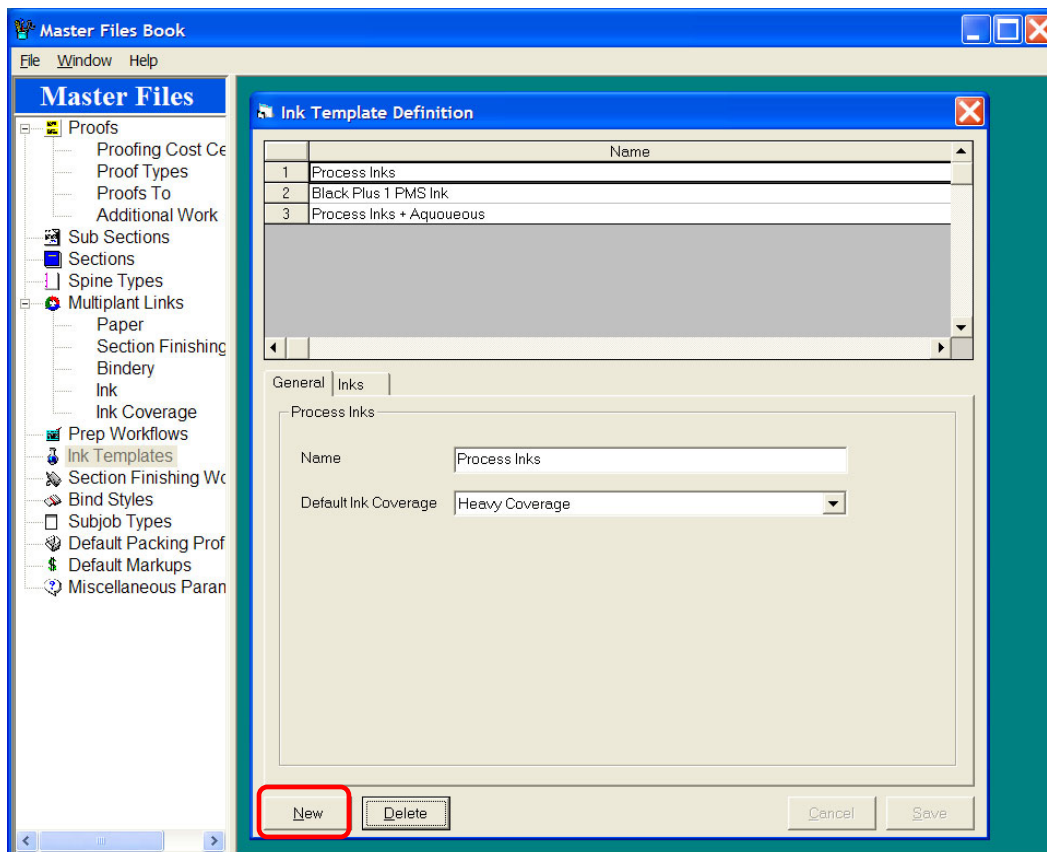 Master Files Book
File Window Help
Master Files
Proofs
Proofing Cost Ce
Proof Types
Proofs To
Additional Work
Sub Sections
Sections
Spine Types
Multiplant Links
Paper
Section Finishing
Bindery
Ink
Ink Coverage
Prep Workflows
Ink Templates
Section Finishing Wo
Bind Styles
Subjob Types
Default Packing Prof
Default Markups
Miscellaneous Param
Ink Template Definition
Name
1 Process Inks
2 Black Plus 1 PMS Ink
3 Process Inks + Aquoueous
General Inks
Process Inks
Name Process Inks
Default Ink Coverage Heavy Coverage
New Delete Cancel Save